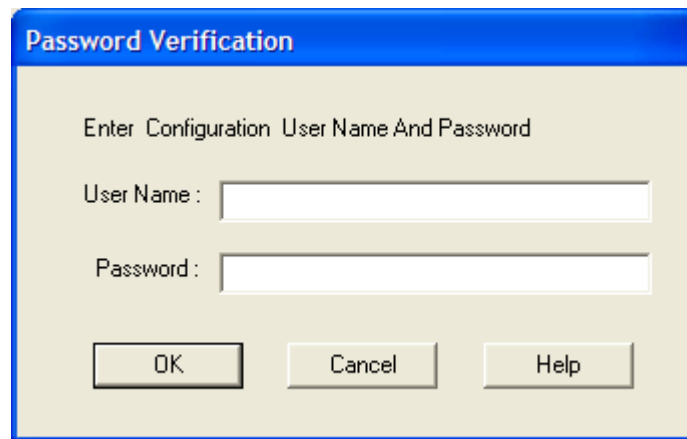 Password Verification
Enter Configuration User Name And Password
User Name :
Password :
OK Cancel Help